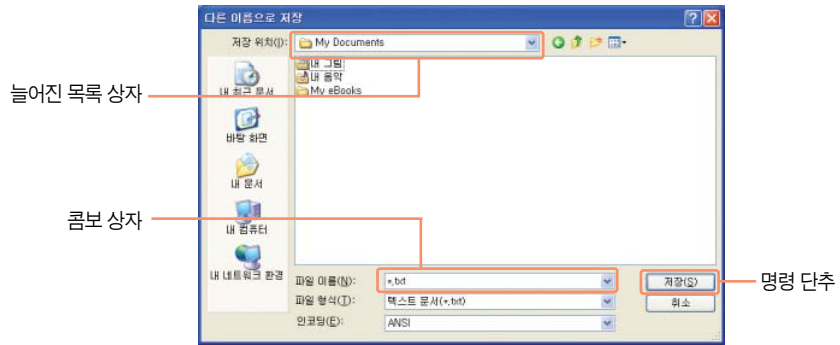 다른 이름으로 저장
저장 위치(I): My Documents
내 그림
내 음악
My eBooks
늘어진 목록 상자
내 최근 문서
바탕 화면
내 문서
콤보 상자
내 컴퓨터
내 네트워크 환경
파일 이름(N): *.txt 저장(S) 명령 단추
파일 형식(T): 텍스트 문서(*.txt) 취소
인코딩(E): ANSI